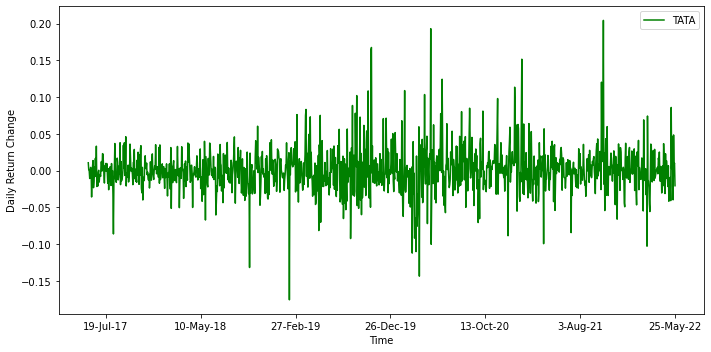 TATA
Daily Return Change
0.20
0.15
0.10
0.05
0.00
−0.05
−0.10
−0.15
19-Jul-17 10-May-18 27-Feb-19 26-Dec-19 13-Oct-20 3-Aug-21 25-May-22
Time